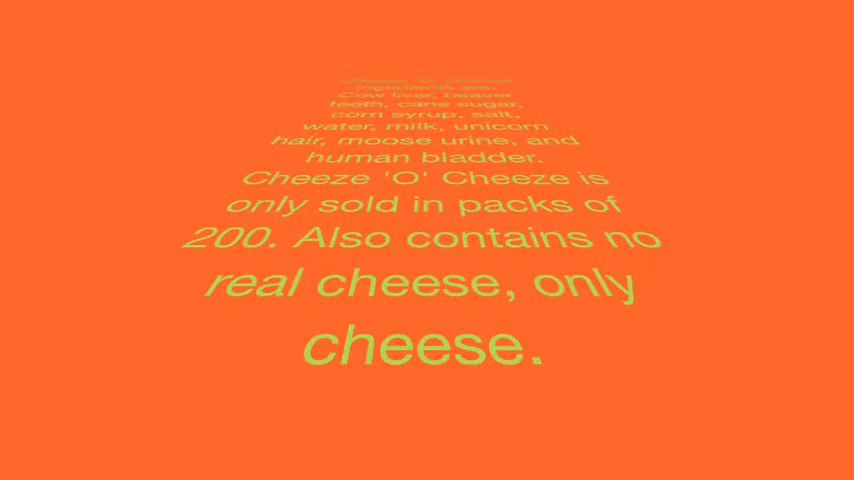 Cheeze 'O' Cheeze
ingredients are:
Cow liver, beaver
teeth, cane sugar,
corn syrup, salt,
water, milk, unicorn
hair, moose urine, and
human bladder.
Cheeze 'O' Cheeze is
only sold in packs of
200. Also contains no
real cheese, only
cheese.